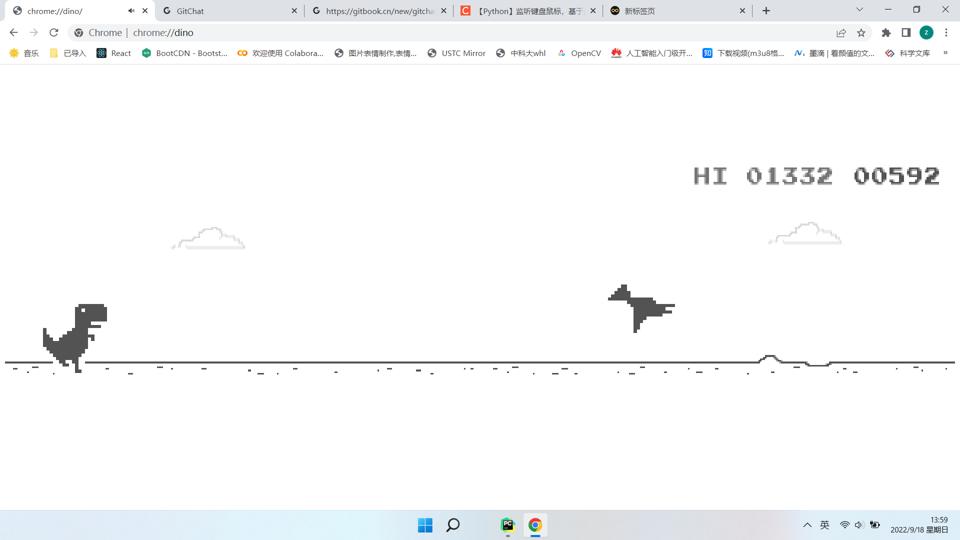 chrome://dino/
GitChat
https://gitbook.cn/new/gitcha
【Python】监听键盘鼠标，基于
新标签页
Chrome | chrome://dino
音乐
已导入
React
BootCDN - Bootst...
欢迎使用 Colabora...
图片表情制作,表情...
USTC Mirror
中科大whl
OpenCV
人工智能入门级开...
下载视频(m3u8格...
墨滴 | 看颜值的文...
科学文库
»
HI 01332 00592
英
13:59
2022/9/18 星期日